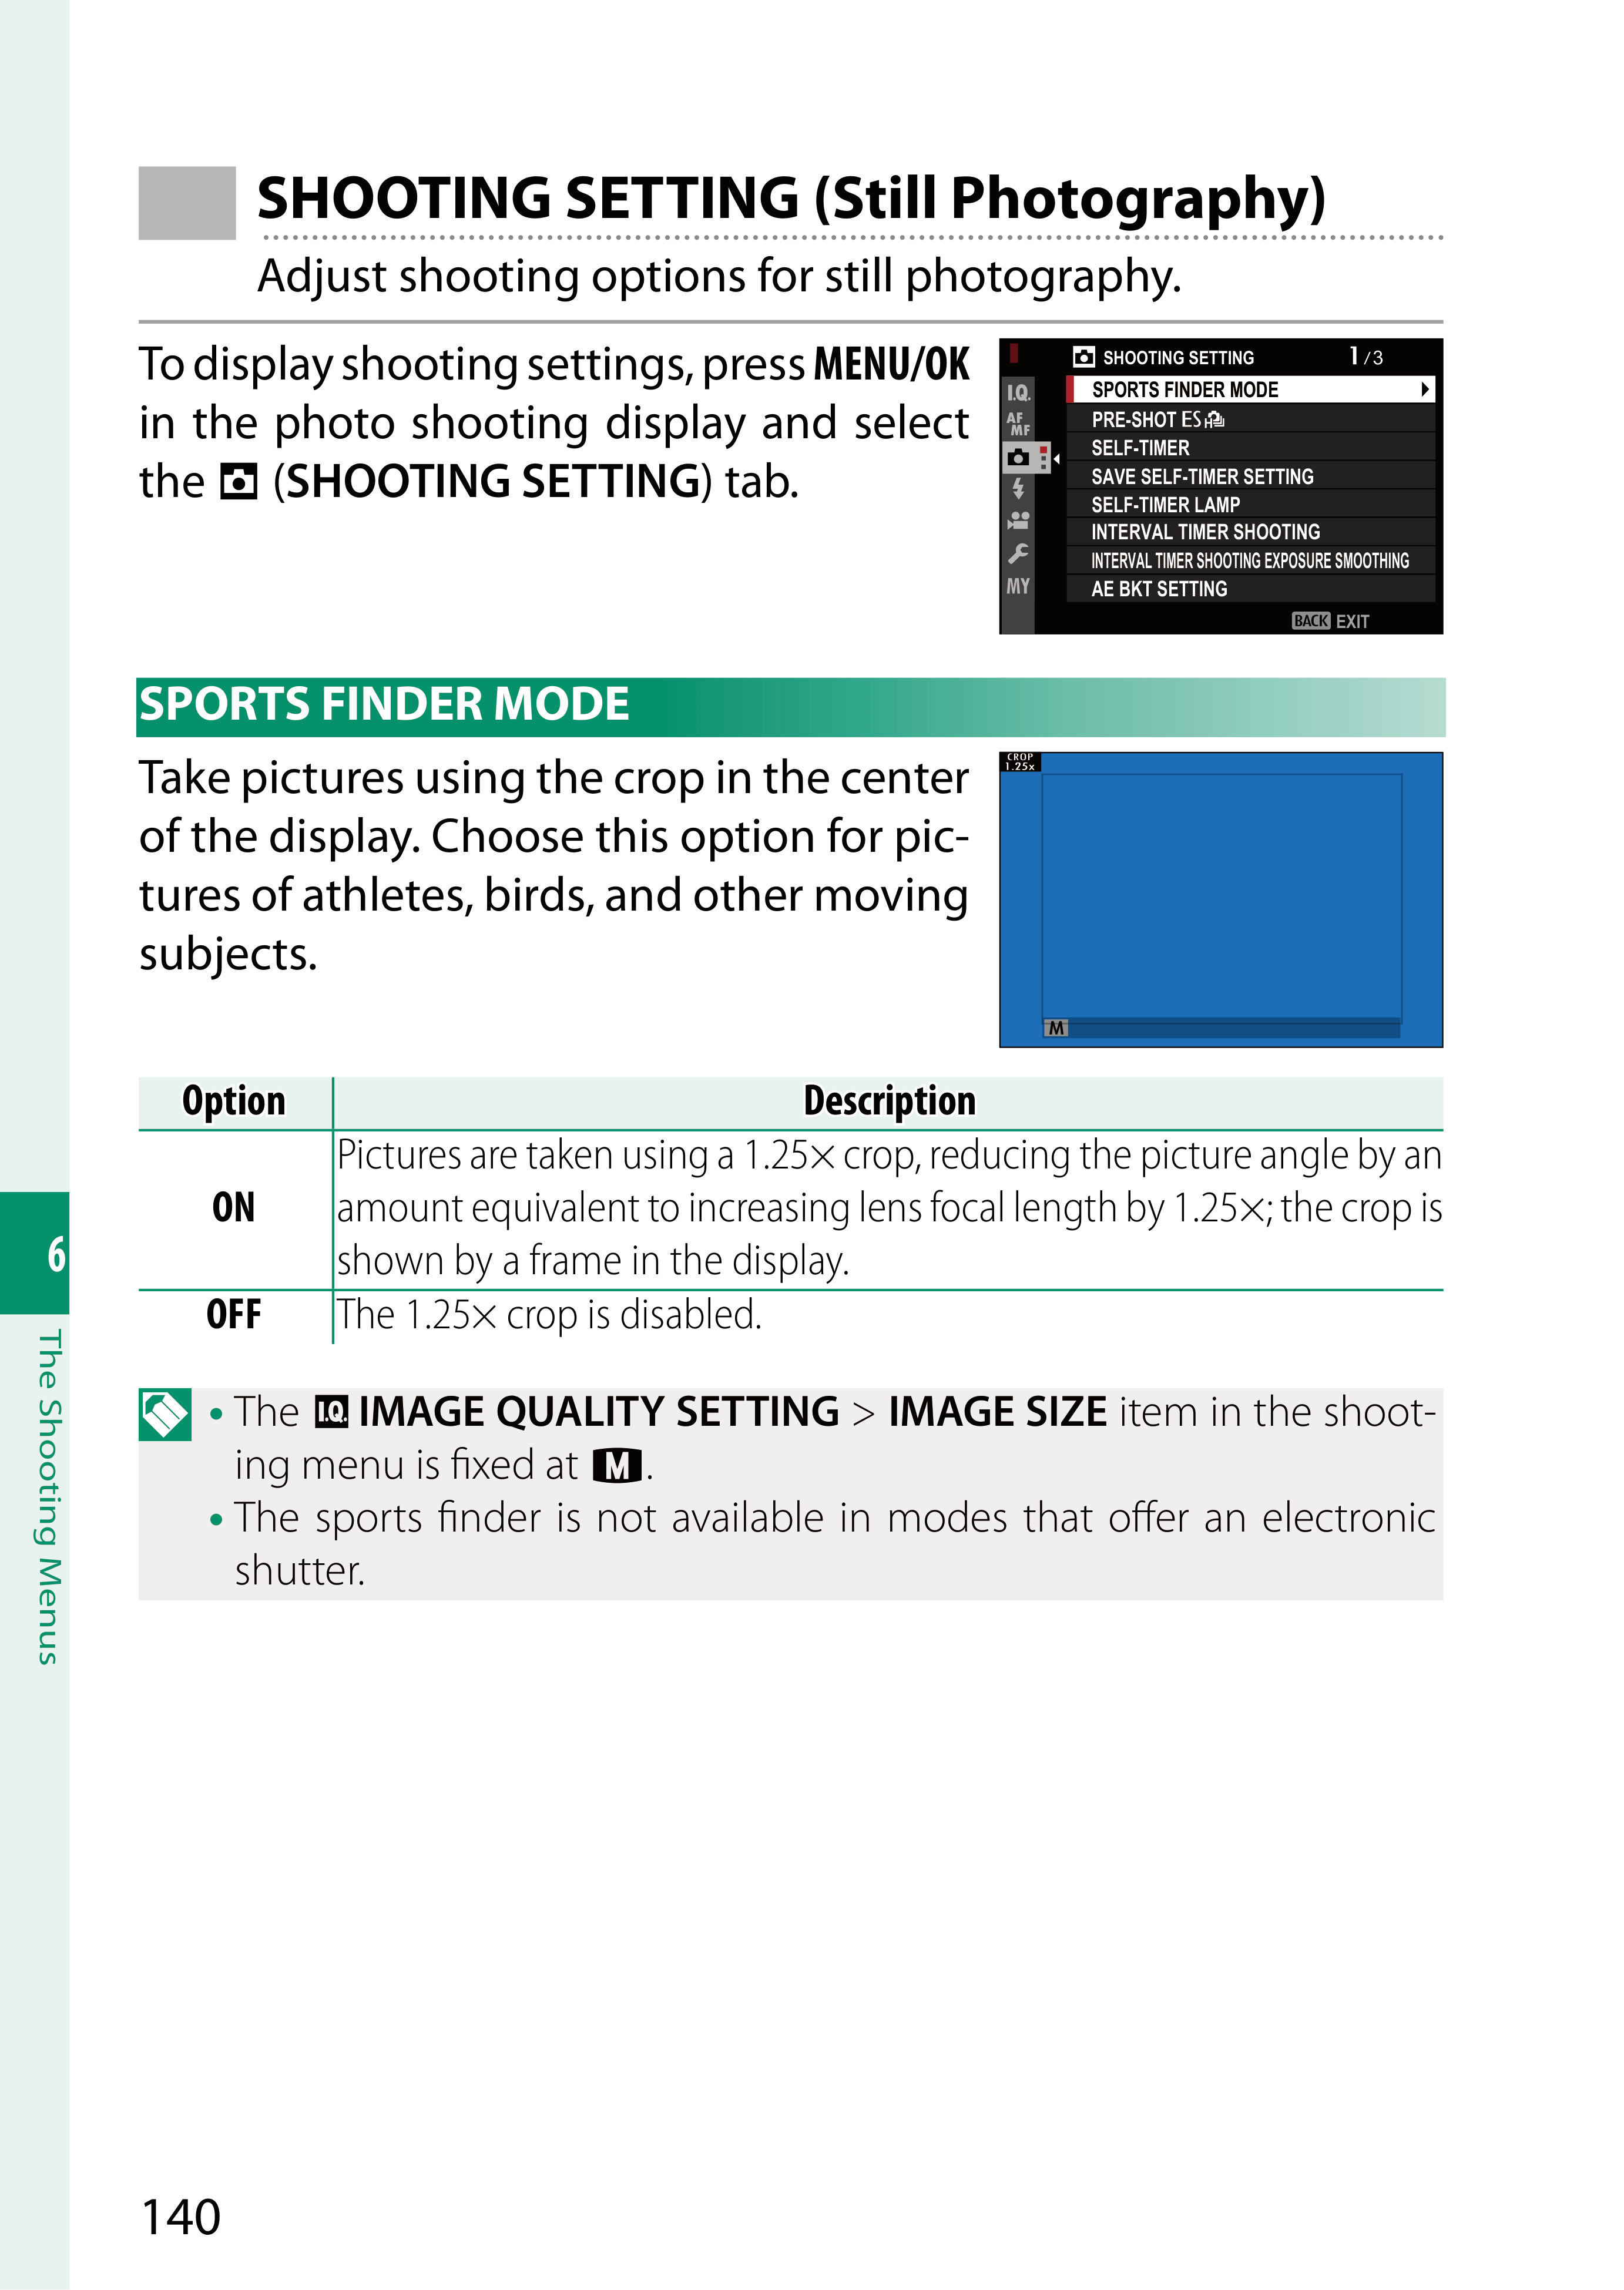 SHOOTING SETTING (Still Photography)
Adjust shooting options for still photography.
To display shooting settings, press MENU/OK
in the photo shooting display and select
the (SHOOTING SETTING) tab.
SHOOTING SETTING 1/3
I.Q.
AF
MF
MY
SPORTS FINDER MODE
PRE-SHOT ES H
SELF-TIMER
SAVE SELF-TIMER SETTING
SELF-TIMER LAMP
INTERVAL TIMER SHOOTING
INTERVAL TIMER SHOOTING EXPOSURE SMOOTHING
AE BKT SETTING
BACK EXIT
SPORTS FINDER MODE
Take pictures using the crop in the center
of the display. Choose this option for pic-
tures of athletes, birds, and other moving
subjects.
CROP
1.25x
M
Option Description
ON
Pictures are taken using a 1.25× crop, reducing the picture angle by an
amount equivalent to increasing lens focal length by 1.25×; the crop is
shown by a frame in the display.
OFF The 1.25× crop is disabled.
• The I.Q. IMAGE QUALITY SETTING > IMAGE SIZE item in the shoot-
ing menu is fixed at M.
• The sports finder is not available in modes that offer an electronic
shutter.
6
The Shooting Menus
140